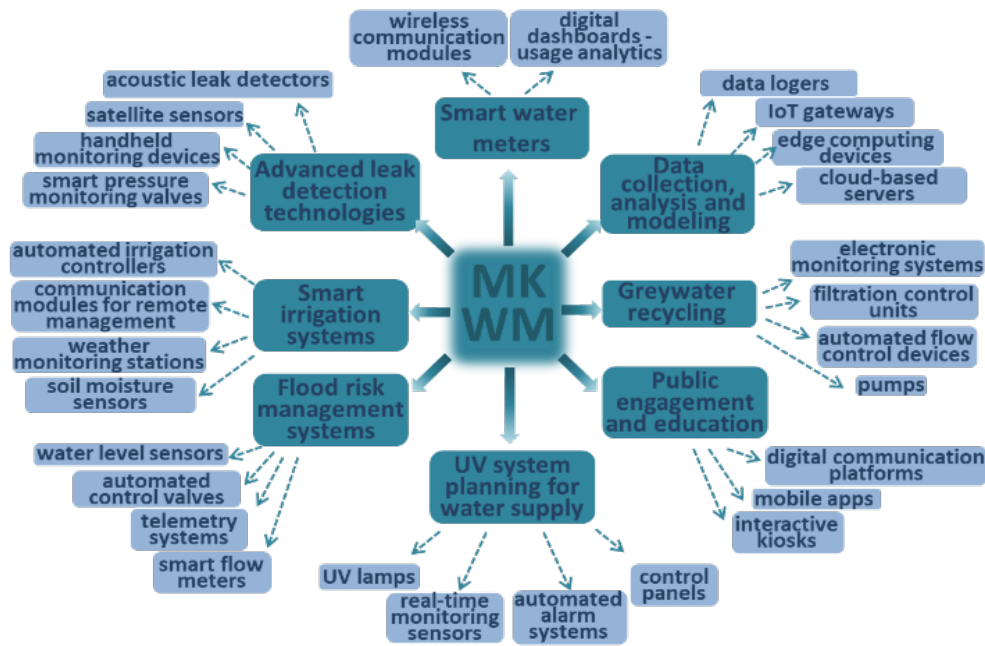 wireless
communication
modules
digital
dashboards -
usage analytics
Smart water
meters
acoustic leak detectors
satellite sensors
handheld
monitoring devices
smart pressure
monitoring valves
Advanced leak
detection
technologies
data logers
IoT gateways
edge computing
devices
cloud-based
servers
Data
collection,
analysis and
modeling
MK
WM
automated irrigation
controllers
communication
modules for remote
management
weather
monitoring stations
soil moisture
sensors
Smart
irrigation
systems
Greywater
recycling
electronic
monitoring systems
filtration control
units
automated flow
control devices
pumps
Flood risk
management
systems
water level sensors
automated
control valves
telemetry
systems
smart flow
meters
Public
engagement
and education
digital communication
platforms
mobile apps
interactive
kiosks
UV system
planning for
water supply
UV lamps
real-time
monitoring
sensors
automated
alarm
systems
control
panels